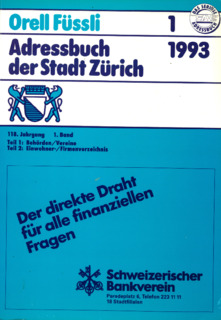 Orell Füssli 1
Adressbuch 1993
der Stadt Zürich
118. Jahrgang 1. Band
Teil 1: Behörden/Vereine
Teil 2: Einwohner-/Firmenverzeichnis
Der direkte Draht
für alle finanziellen
Fragen
Schweizerischer
Bankverein
Paradeplatz 6, Telefon 223 11 11
18 Stadtfilialen